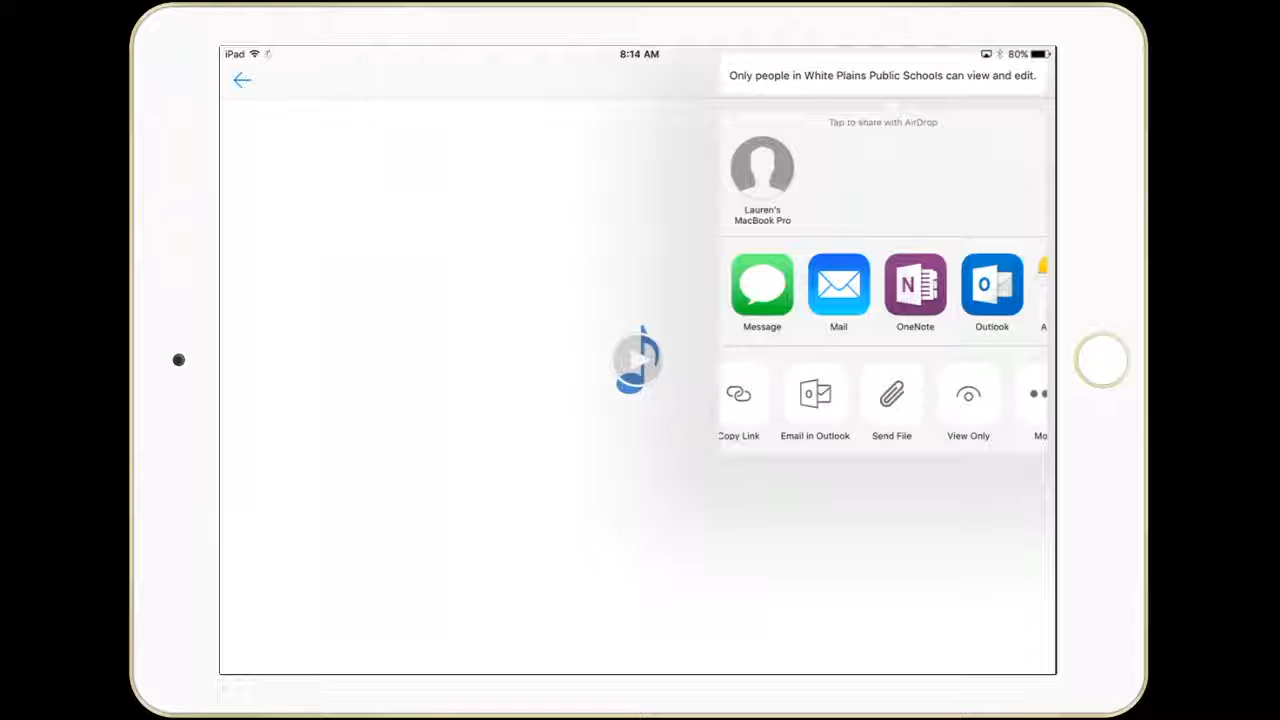 iPad
8:14 AM
80%
Only people in White Plains Public Schools can view and edit.
Tap to share with AirDrop
Lauren's
MacBook Pro
Message
Mail
OneNote
Outlook
A
Copy Link
Email in Outlook
Send File
View Only
Mo